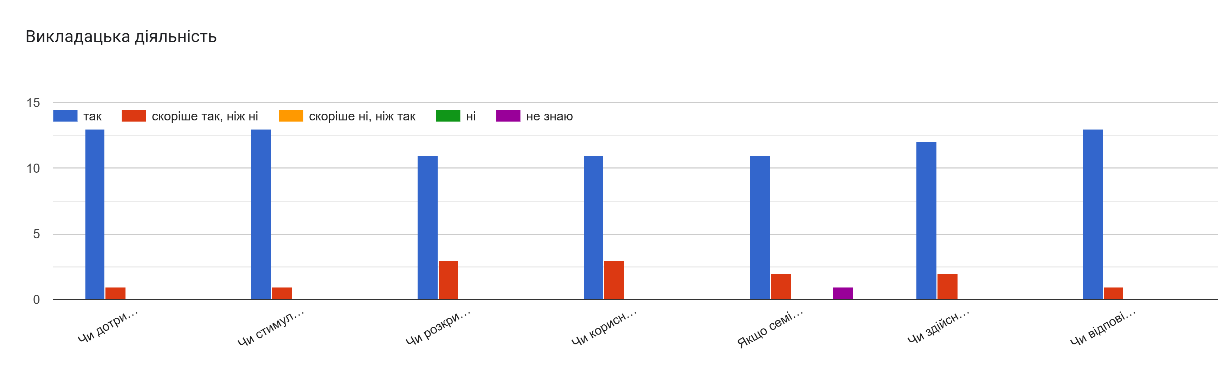 Викладацька діяльність
15
так скоріше так, ніж ні скоріше ні, ніж так ні не знаю
10
5
0
Чи дотри… Чи стимул… Чи розкри… Чи корисн… Якщо семі… Чи здійсн… Чи відпові…